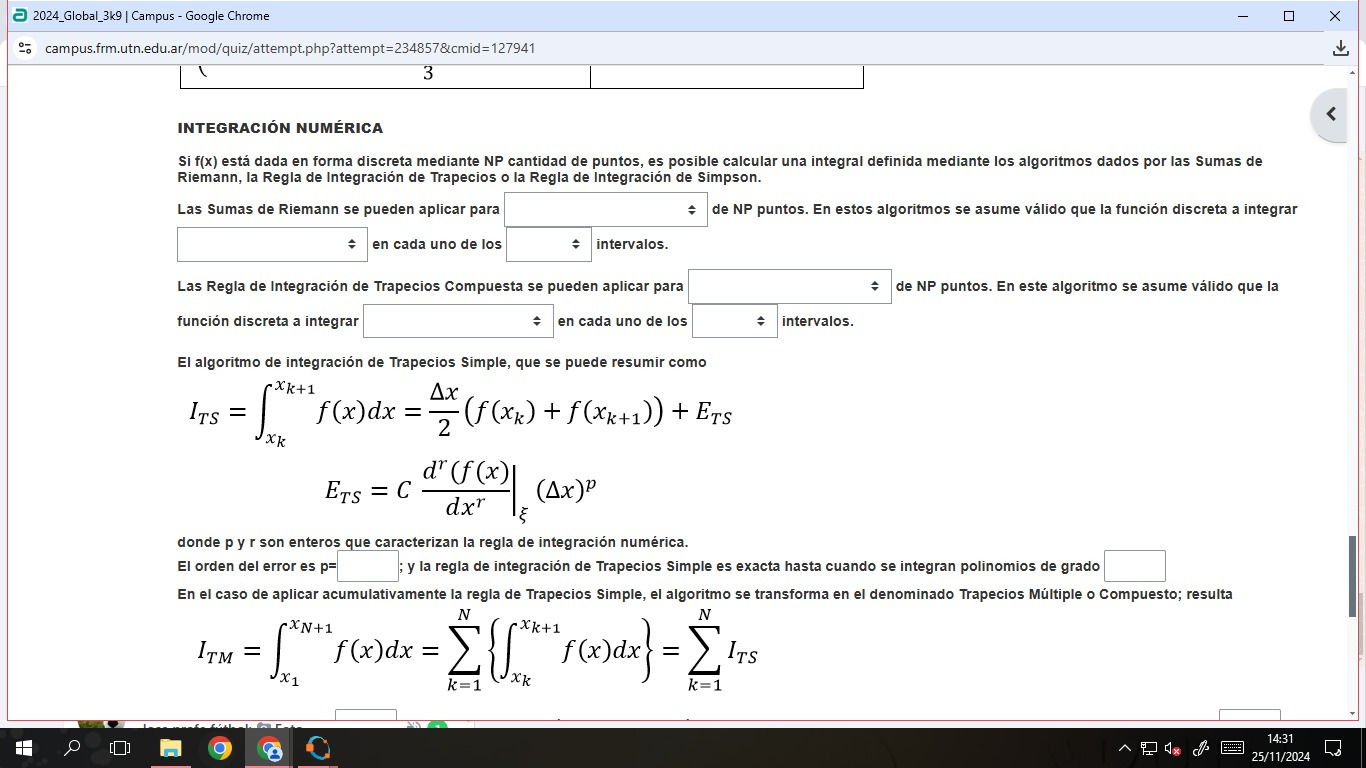 2024_Global_3k9 | Campus - Google Chrome
campus.frm.utn.edu.ar/mod/quiz/attempt.php?attempt=234857&cmid=127941
3
INTEGRACIÓN NUMÉRICA
Si f(x) está dada en forma discreta mediante NP cantidad de puntos, es posible calcular una integral definida mediante los algoritmos dados por las Sumas de
Riemann, la Regla de Integración de Trapecios o la Regla de Integración de Simpson.
Las Sumas de Riemann se pueden aplicar para de NP puntos. En estos algoritmos se asume válido que la función discreta a integrar
en cada uno de los intervalos.
Las Regla de Integración de Trapecios Compuesta se pueden aplicar para de NP puntos. En este algoritmo se asume válido que la
función discreta a integrar en cada uno de los intervalos.
El algoritmo de integración de Trapecios Simple, que se puede resumir como
I_{TS} = ∫_{x_k}^{x_{k+1}} f(x)dx = Δx/2 (f(x_k) + f(x_{k+1})) + E_{TS}
E_{TS} = C d^r(f(x)/dx^r |_ξ (Δx)^p
donde p y r son enteros que caracterizan la regla de integración numérica.
El orden del error es p= ; y la regla de integración de Trapecios Simple es exacta hasta cuando se integran polinomios de grado
En el caso de aplicar acumulativamente la regla de Trapecios Simple, el algoritmo se transforma en el denominado Trapecios Múltiple o Compuesto; resulta
I_{TM} = ∫_{x_1}^{x_{N+1}} f(x)dx = ∑_{k=1}^{N} {∫_{x_k}^{x_{k+1}} f(x)dx} = ∑_{k=1}^{N} I_{TS}
14:31
25/11/2024